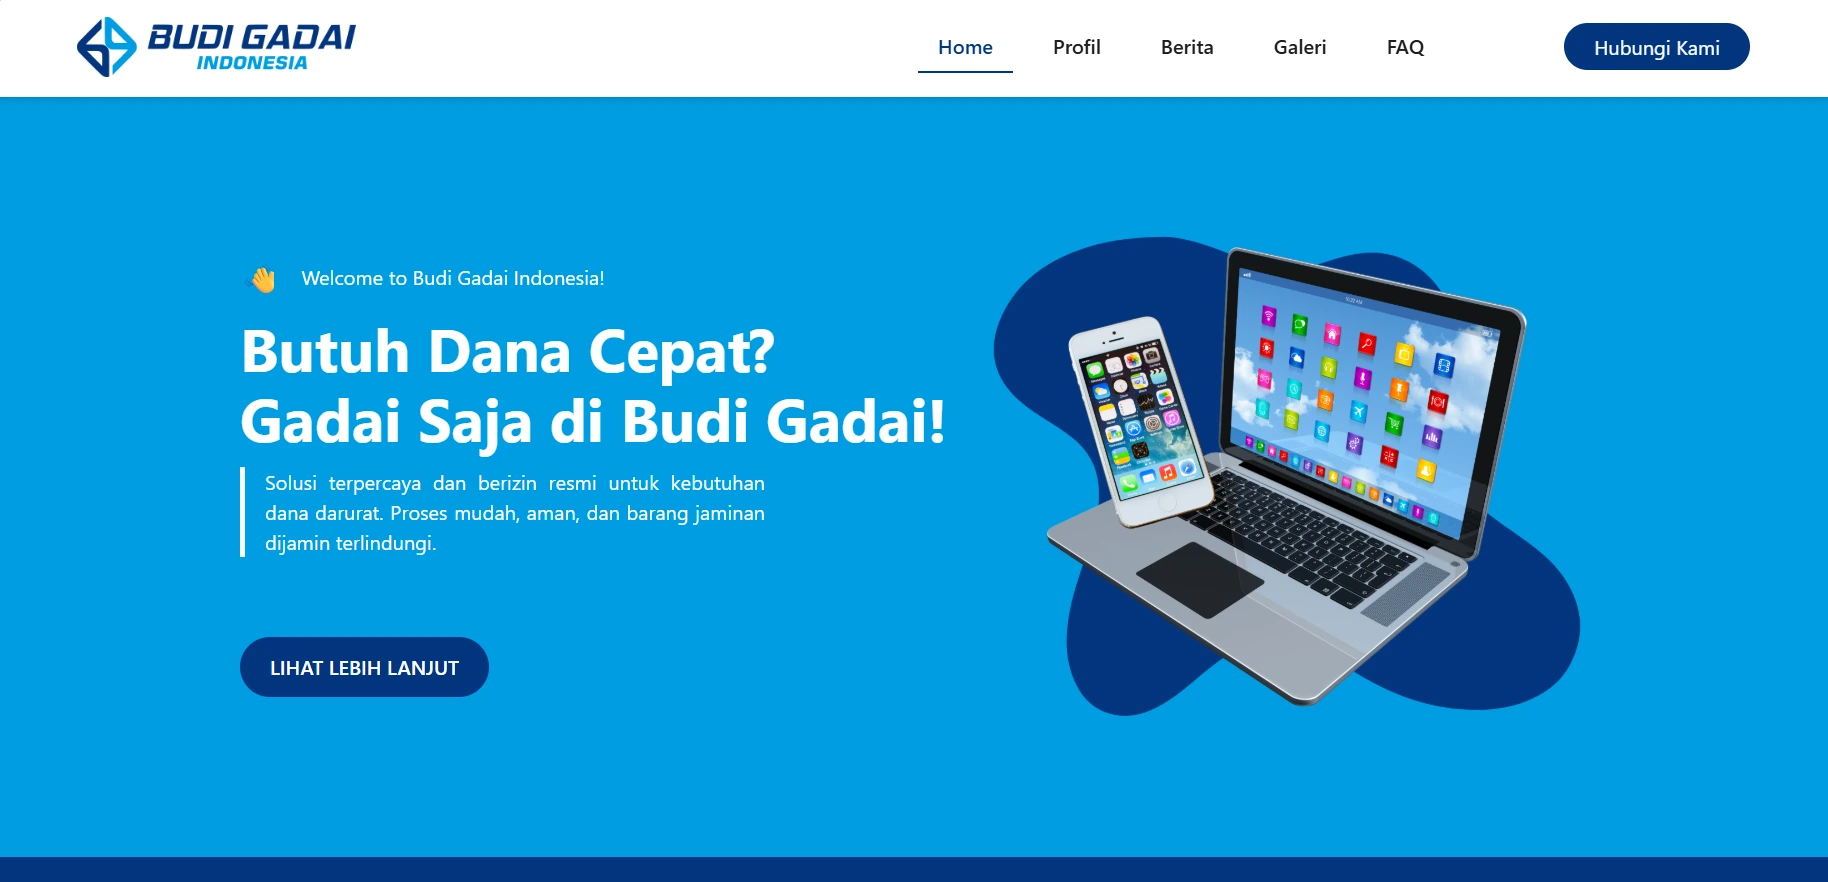 BUDI GADAI
INDONESIA
Home
Profil
Berita
Galeri
FAQ
Hubungi Kami
Welcome to Budi Gadai Indonesia!
Butuh Dana Cepat?
Gadai Saja di Budi Gadai!
Solusi terpercaya dan berizin resmi untuk kebutuhan
dana darurat. Proses mudah, aman, dan barang jaminan
dijamin terlindungi.
LIHAT LEBIH LANJUT